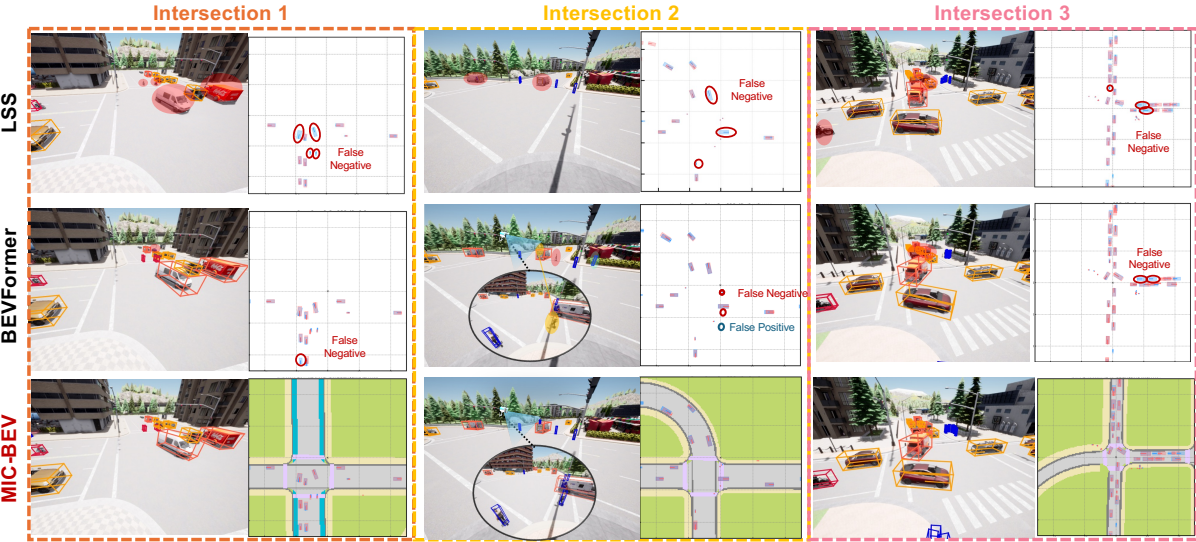 Intersection 1
Intersection 2
Intersection 3
LSS
False
Negative
False
Negative
False
Negative
BEVFormer
False
Negative
False Negative
False Positive
False
Negative
MIC-BEV